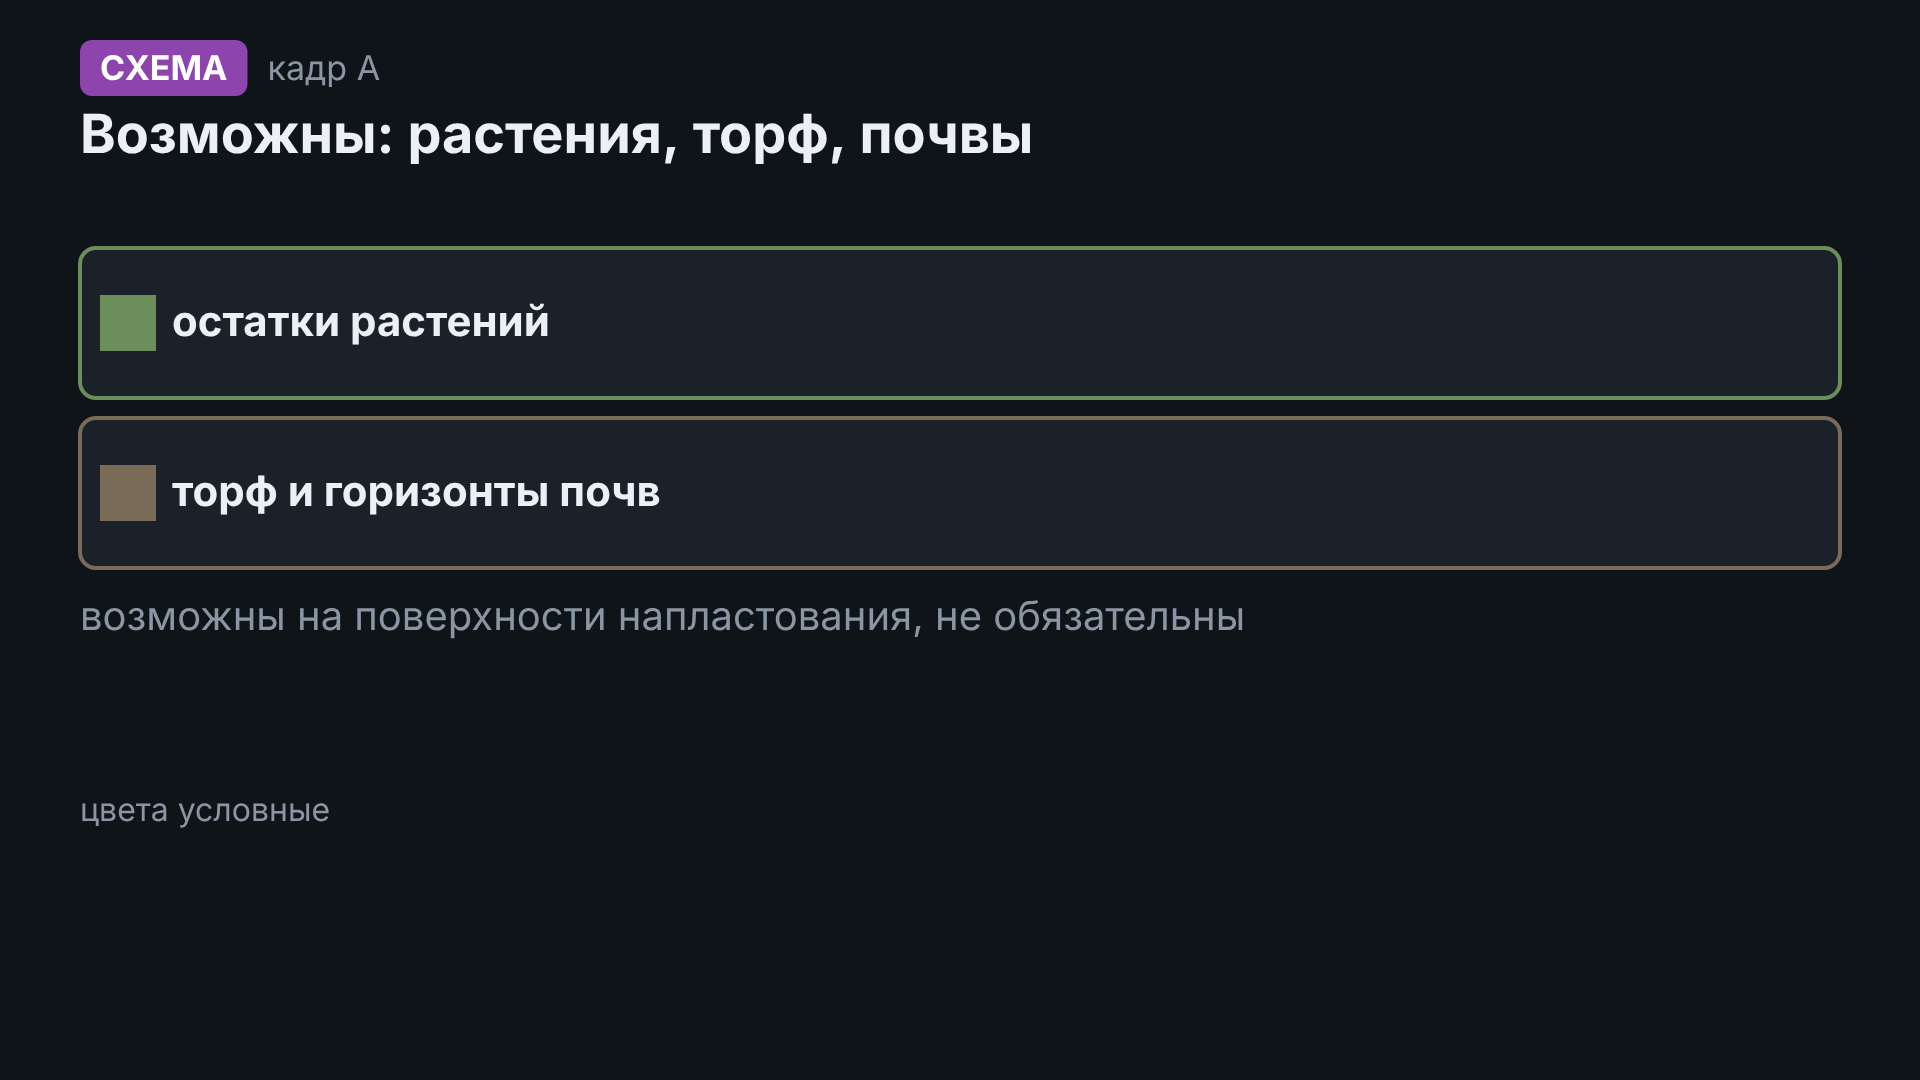 СХЕМА кадр А
Возможны: растения, торф, почвы
остатки растений
торф и горизонты почв
возможны на поверхности напластования, не обязательны
цвета условные